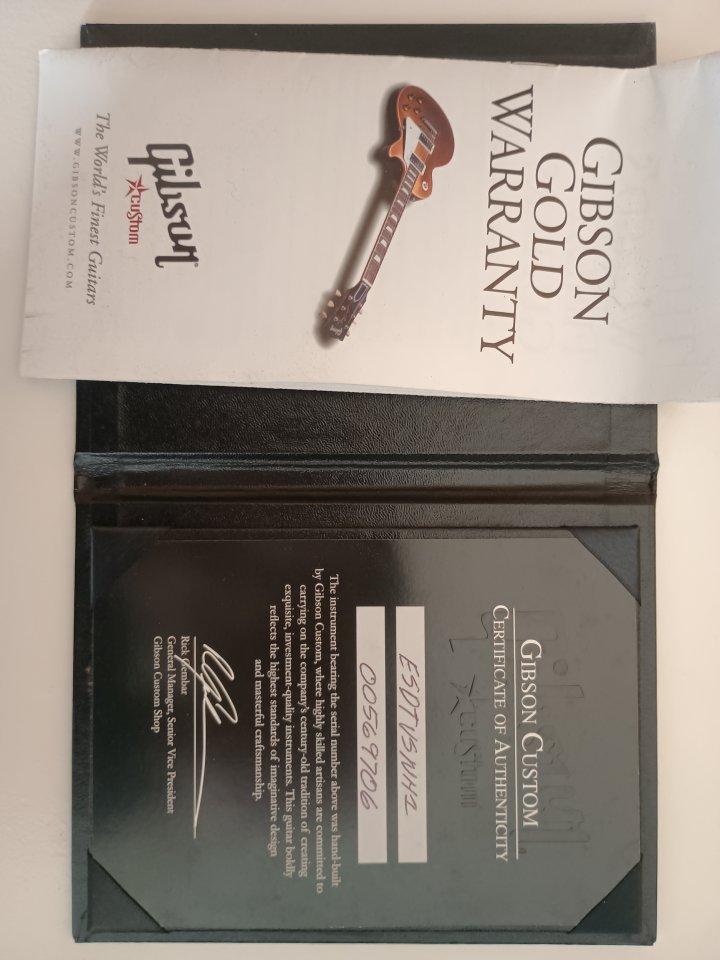 GIBSON
GOLD
WARRANTY
Gibson
CUSTOM
The World's Finest Guitars
WWW.GIBSONCUSTOM.COM
GIBSON CUSTOM
CERTIFICATE OF AUTHENTICITY
ESDTVSNH1
00569706
The instrument bearing the serial number above was hand-built
by Gibson Custom, where highly skilled artisans are committed to
carrying on the company's century-old tradition of creating
exquisite, investment-quality instruments. This guitar boldly
reflects the highest standards of imaginative design
and masterful craftsmanship.
Rick Gembar
General Manager, Senior Vice President
Gibson Custom Shop